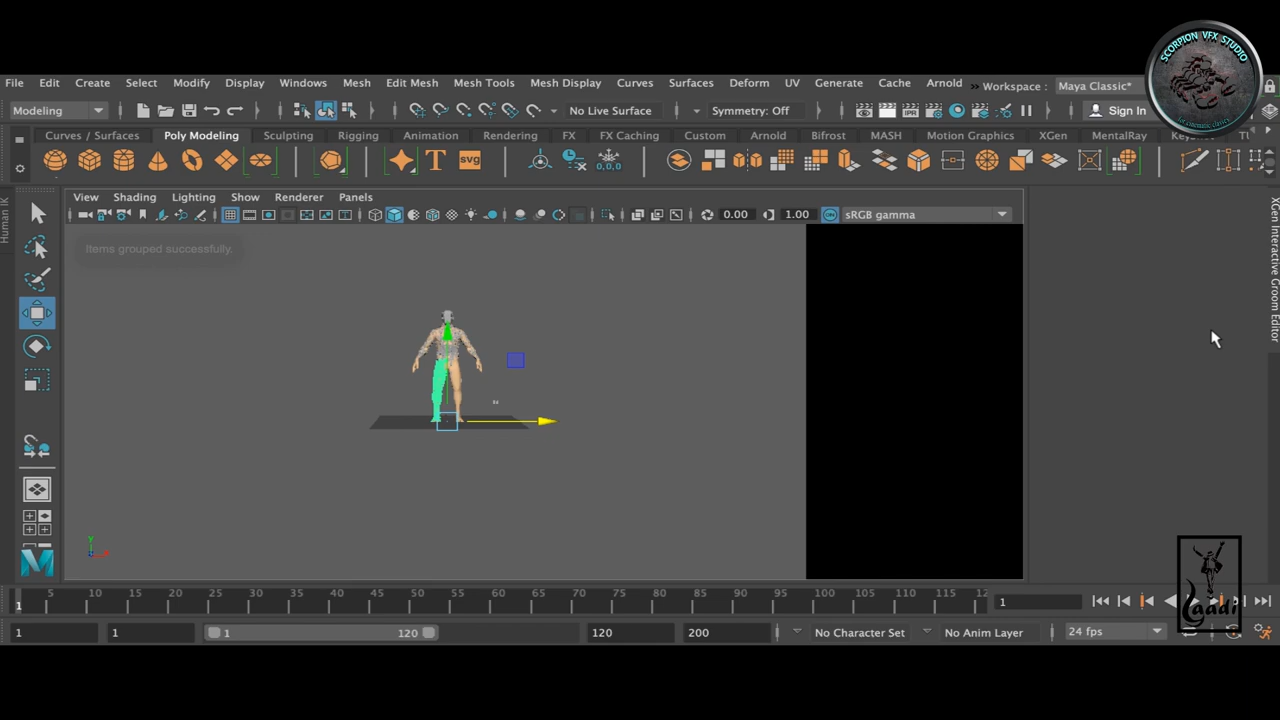 SCORPION VFX STUDIO
File Edit Create Select Modify Display Windows Mesh Edit Mesh Mesh Tools Mesh Display Curves Surfaces Deform UV Generate Cache Arnold Workspace : Maya Classic*
Modeling No Live Surface Symmetry: Off Sign In
Curves / Surfaces Poly Modeling Sculpting Rigging Animation Rendering FX FX Caching Custom Arnold Bifrost MASH Motion Graphics XGen MentalRay
T svg 0,0,0
View Shading Lighting Show Renderer Panels
0.00 1.00 ON sRGB gamma
Human IK
XGen Interactive Groom Editor
Items grouped successfully.
y
1 5 10 15 20 25 30 35 40 45 50 55 60 65 70 75 80 85 90 95 100 105 110 115 12 1
1 1 1 120 120 200 No Character Set No Anim Layer 24 fps